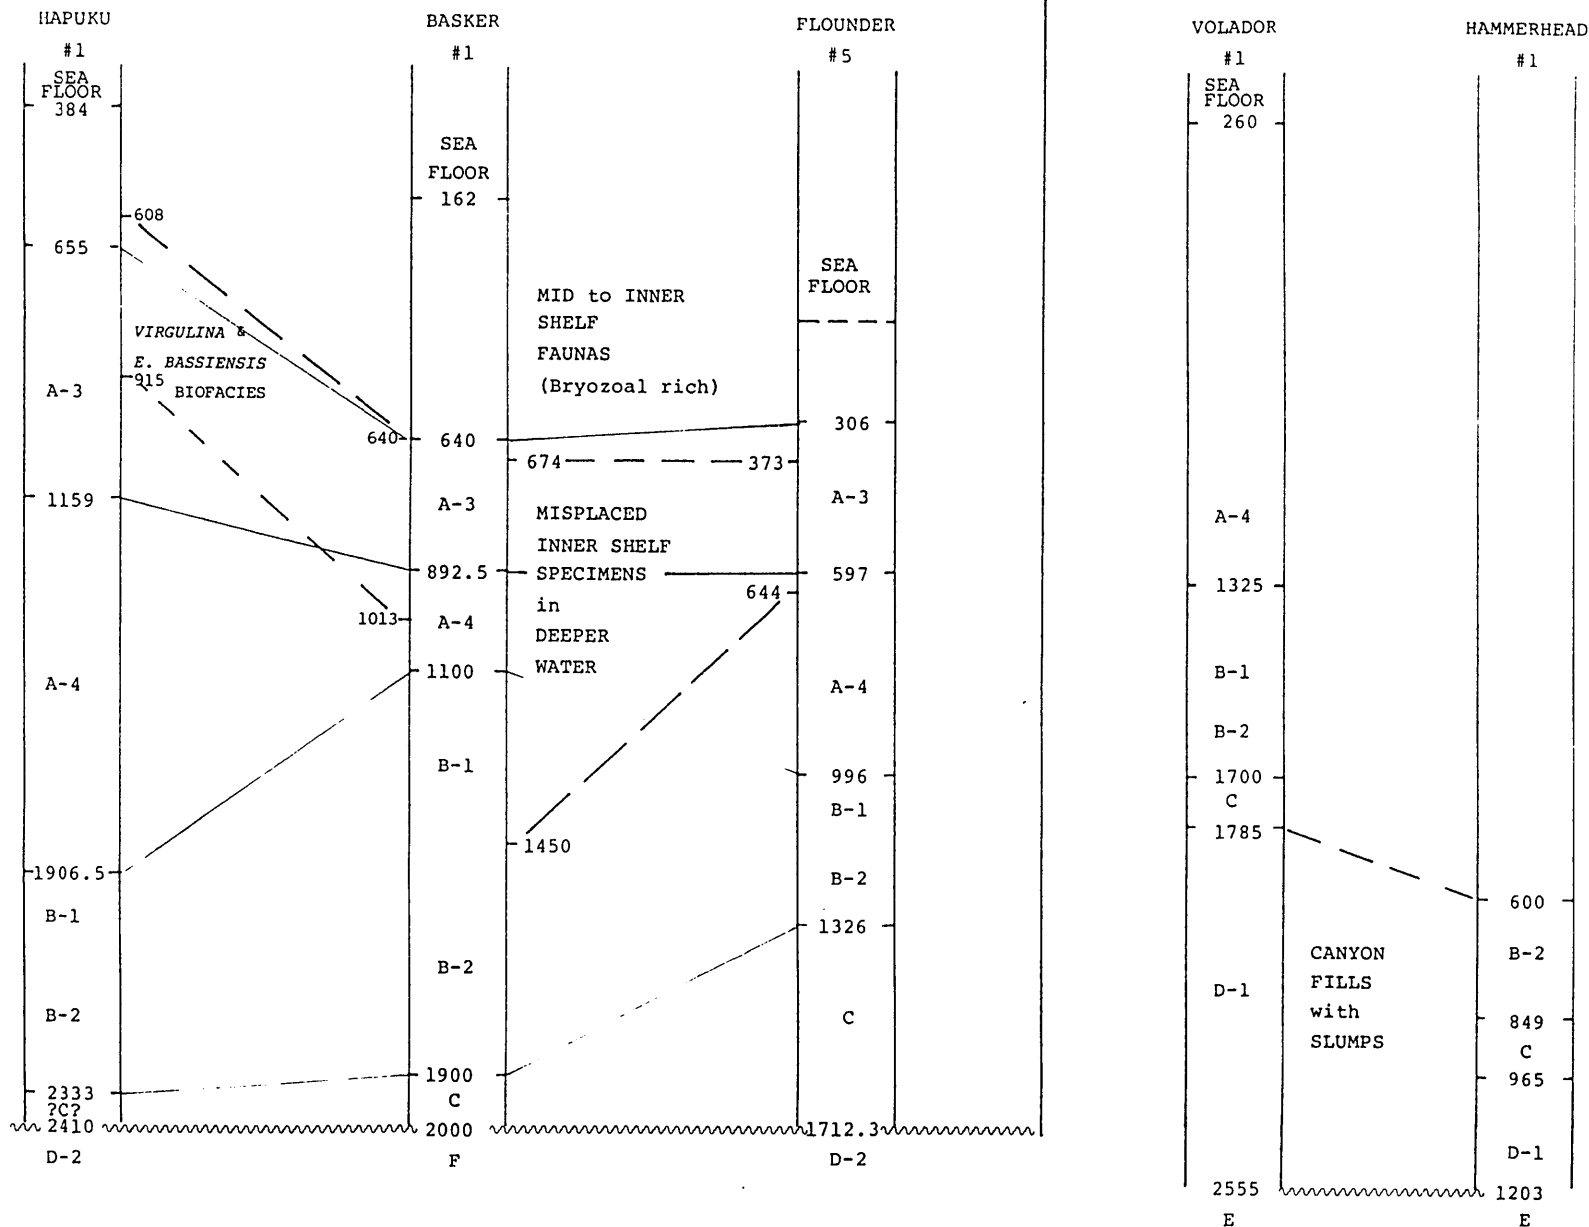 HAPUKU
#1
SEA
FLOOR
384
608
655
VIRGULINA &
E. BASSIENSIS
915 BIOFACIES
A-3
1159
A-4
1906.5
B-1
B-2
2333
?C?
2410
D-2
BASKER
#1
SEA
FLOOR
162
640
640
A-3
892.5
1013
A-4
1100
B-1
B-2
1900
C
2000
F
MID to INNER
SHELF
FAUNAS
(Bryozoal rich)
674
373
MISPLACED
INNER SHELF
SPECIMENS
in
DEEPER
WATER
644
1450
FLOUNDER
#5
SEA
FLOOR
306
A-3
597
A-4
996
B-1
B-2
1326
C
1712.3
D-2
VOLADOR
#1
SEA
FLOOR
260
A-4
1325
B-1
B-2
1700
C
1785
D-1
2555
E
CANYON
FILLS
with
SLUMPS
HAMMERHEAD
#1
600
B-2
849
C
965
D-1
1203
E